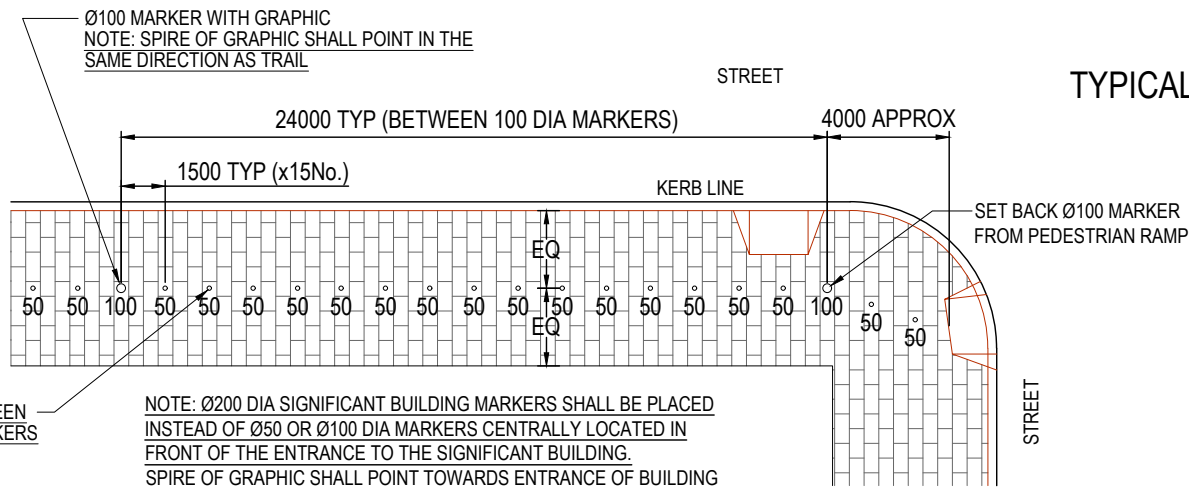 Ø100 MARKER WITH GRAPHIC
NOTE: SPIRE OF GRAPHIC SHALL POINT IN THE
SAME DIRECTION AS TRAIL
STREET
TYPICAL
24000 TYP (BETWEEN 100 DIA MARKERS)
4000 APPROX
1500 TYP (x15No.)
KERB LINE
SET BACK Ø100 MARKER
FROM PEDESTRIAN RAMP
EQ
50 50 100 50 50 50 50 50 50 50 50 50 50 50 50 50 50 50 100 50 50
EQ
STREET
NOTE: Ø200 DIA SIGNIFICANT BUILDING MARKERS SHALL BE PLACED
INSTEAD OF Ø50 OR Ø100 DIA MARKERS CENTRALLY LOCATED IN
FRONT OF THE ENTRANCE TO THE SIGNIFICANT BUILDING.
SPIRE OF GRAPHIC SHALL POINT TOWARDS ENTRANCE OF BUILDING